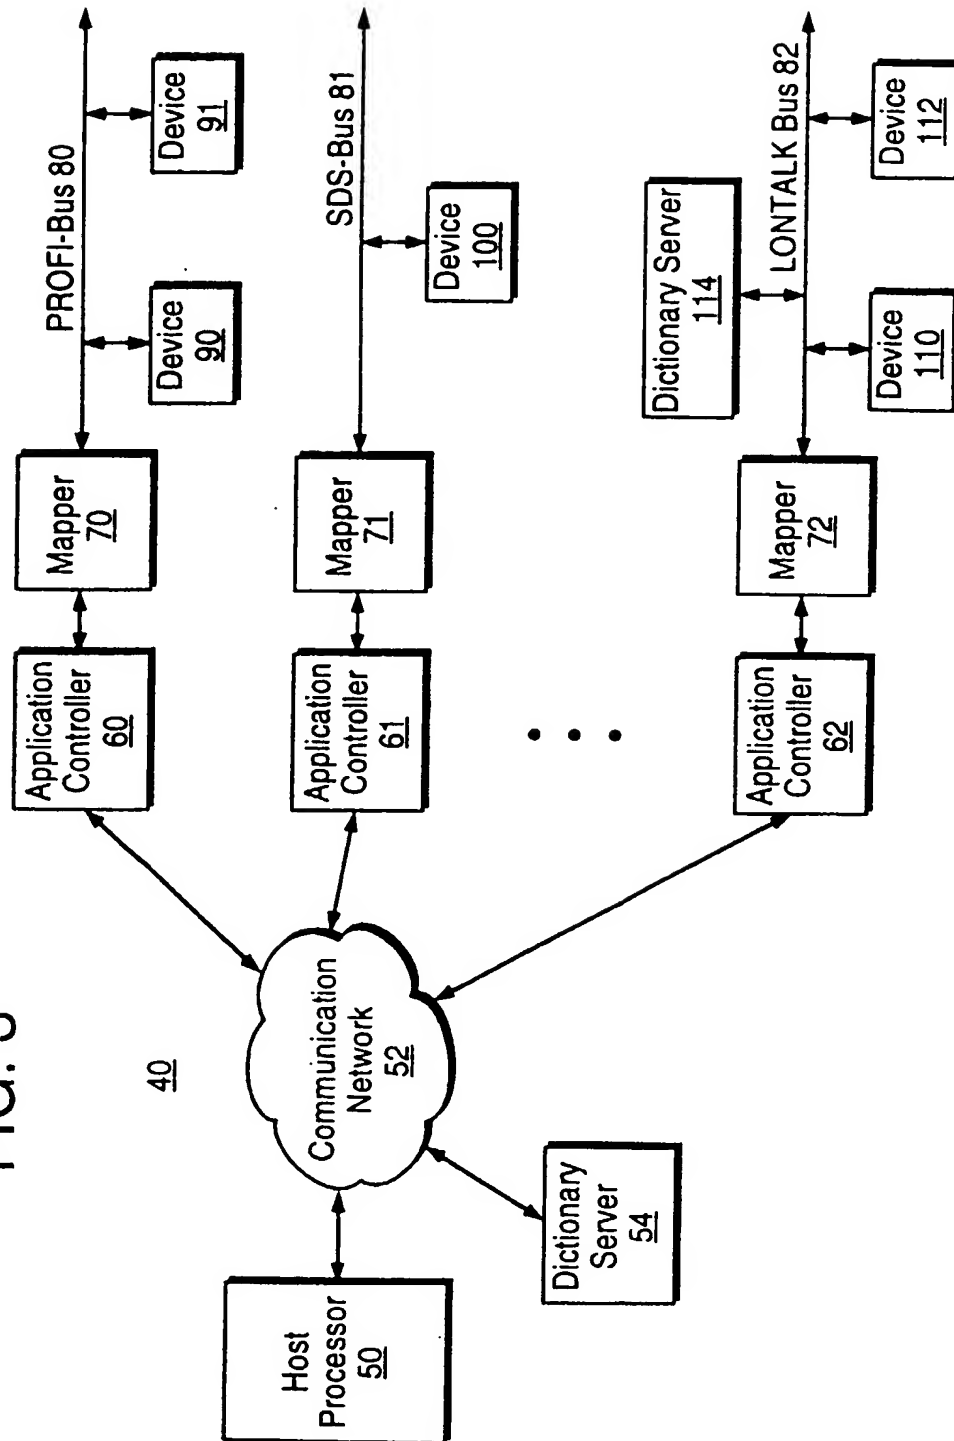 FIG.
40
Host
Processor
50
Communication
Network
52
Dictionary
Server
54
Application
Controller
60
Mapper
70
PROFI-Bus 80
Device
90
Device
91
Application
Controller
61
Mapper
71
SDS-Bus 81
Device
100
Application
Controller
62
Mapper
72
Dictionary Server
114
LONTALK Bus 82
Device
110
Device
112